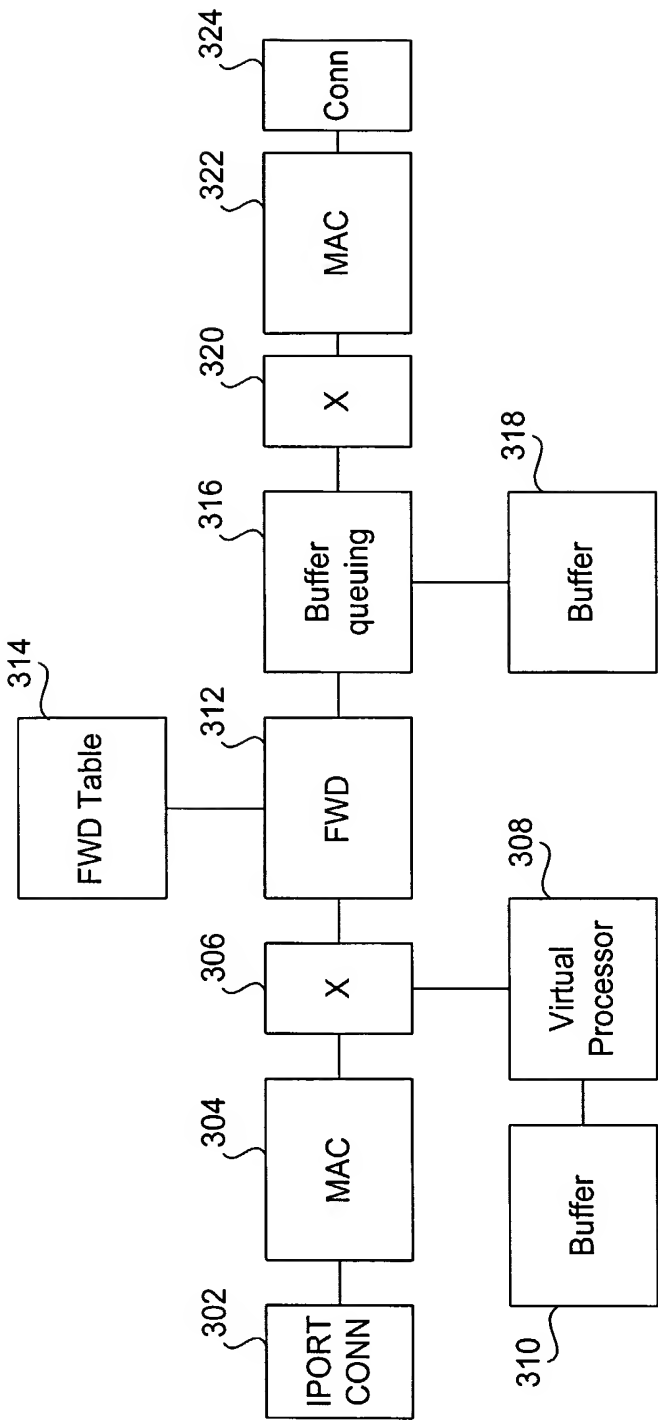 314
FWD Table
302
IPORT
CONN
304
MAC
306
X
312
FWD
316
Buffer
queuing
320
X
322
MAC
324
Conn
310
Buffer
308
Virtual
Processor
318
Buffer